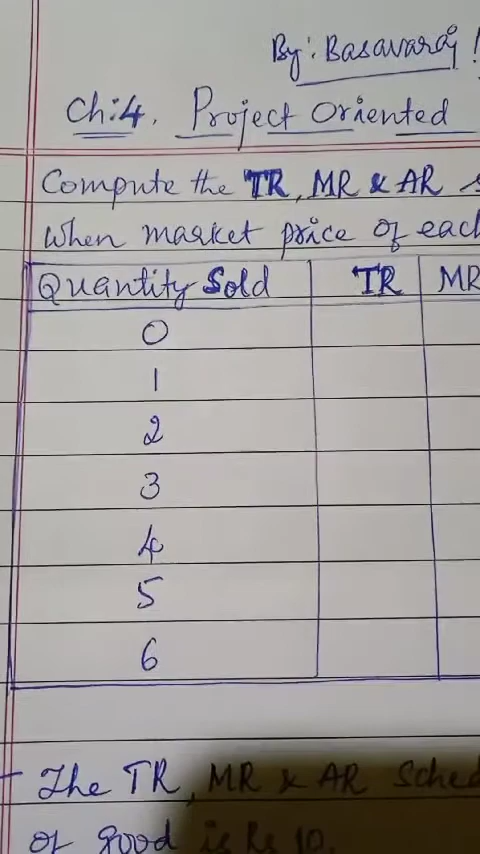 By: Basavaraj
Ch:4. Project Oriented
Compute the TR, MR & AR
When market price of each
Quantity Sold TR MR
0
1
2
3
4
5
6
The TR, MR & AR Sched
of good is Rs 10.